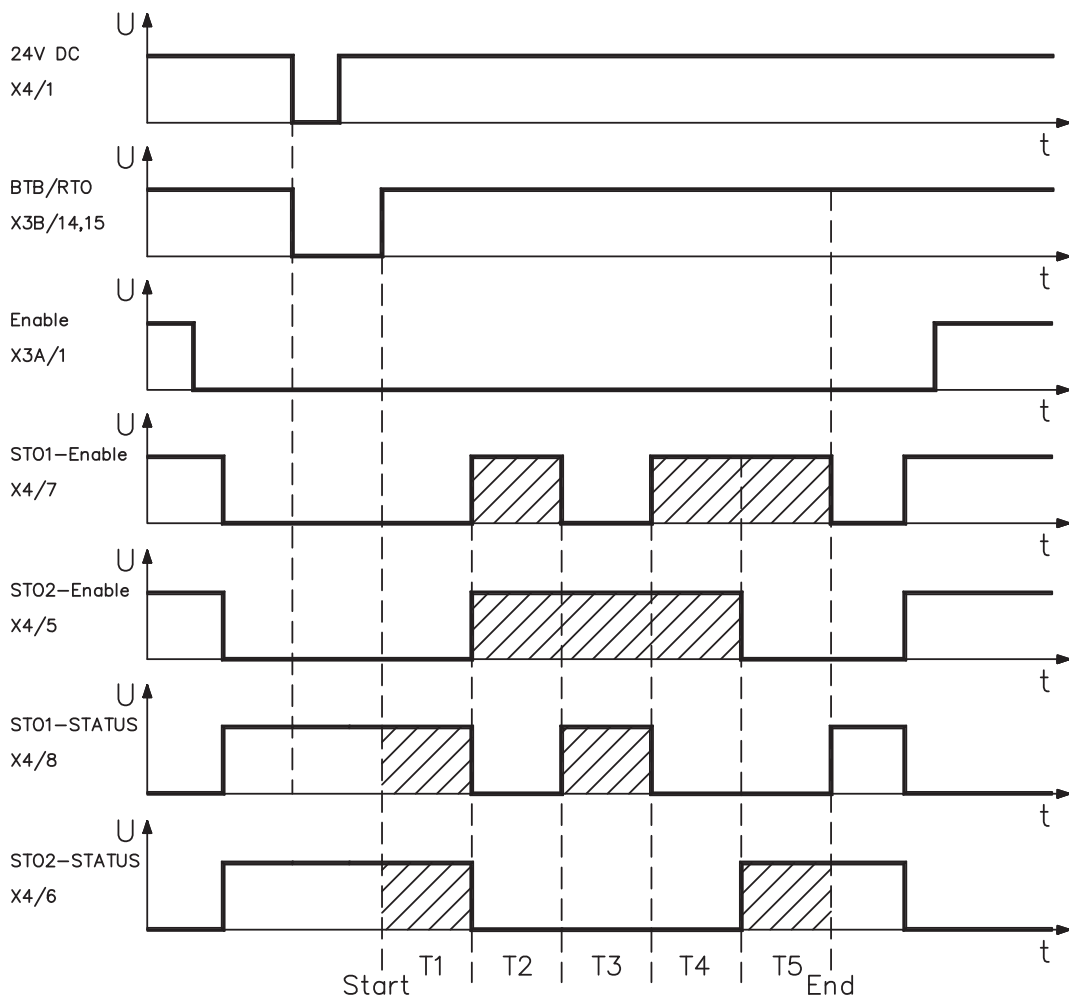 U
24V DC
X4/1
t
U
BTB/RTO
X3B/14,15
t
U
Enable
X3A/1
t
U
STO1-Enable
X4/7
t
U
STO2-Enable
X4/5
t
U
STO1-STATUS
X4/8
t
U
STO2-STATUS
X4/6
t
T1 T2 T3 T4 T5
Start End